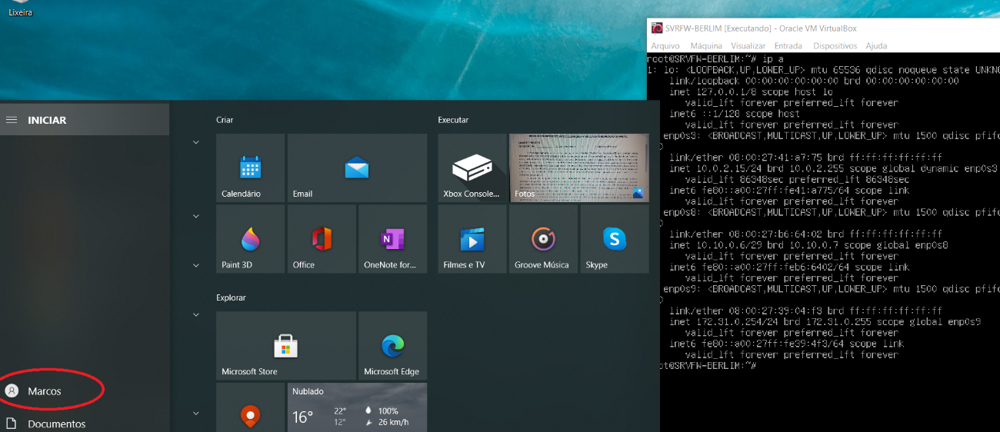 Lixeira
INICIAR
Marcos
Documentos
Criar
Calendário
Email
Paint 3D
Office
OneNote for...
Explorar
Microsoft Store
Microsoft Edge
Nublado
16°
22°
12°
100%
26 km/h
Executar
Xbox Console...
Fotos
Filmes e TV
Groove Música
Skype
SVRFW-BERLIM [Executando] - Oracle VM VirtualBox
Arquivo Máquina Visualizar Entrada Dispositivos Ajuda
root@SRVFW-BERLIM:~# ip a
1: lo: <LOOPBACK,UP,LOWER_UP> mtu 65536 qdisc noqueue state UNKNO
link/loopback 00:00:00:00:00:00 brd 00:00:00:00:00:00
inet 127.0.0.1/8 scope host lo
valid_lft forever preferred_lft forever
inet6 ::1/128 scope host
valid_lft forever preferred_lft forever
enp0s3: <BROADCAST,MULTICAST,UP,LOWER_UP> mtu 1500 qdisc pfifo
link/ether 08:00:27:41:a7:75 brd ff:ff:ff:ff:ff:ff
inet 10.0.2.15/24 brd 10.0.2.255 scope global dynamic enp0s3
valid_lft 86348sec preferred_lft 86348sec
inet6 fe80::a00:27ff:fe41:a775/64 scope link
valid_lft forever preferred_lft forever
enp0s8: <BROADCAST,MULTICAST,UP,LOWER_UP> mtu 1500 qdisc pfifo
link/ether 08:00:27:b6:64:02 brd ff:ff:ff:ff:ff:ff
inet 10.10.0.6/29 brd 10.10.0.7 scope global enp0s8
valid_lft forever preferred_lft forever
inet6 fe80::a00:27ff:feb6:6402/64 scope link
valid_lft forever preferred_lft forever
enp0s9: <BROADCAST,MULTICAST,UP,LOWER_UP> mtu 1500 qdisc pfifo
link/ether 08:00:27:39:04:f3 brd ff:ff:ff:ff:ff:ff
inet 172.31.0.254/24 brd 172.31.0.255 scope global enp0s9
valid_lft forever preferred_lft forever
inet6 fe80::a00:27ff:fe39:4f3/64 scope link
valid_lft forever preferred_lft forever
ot@SRVFW-BERLIM:~#